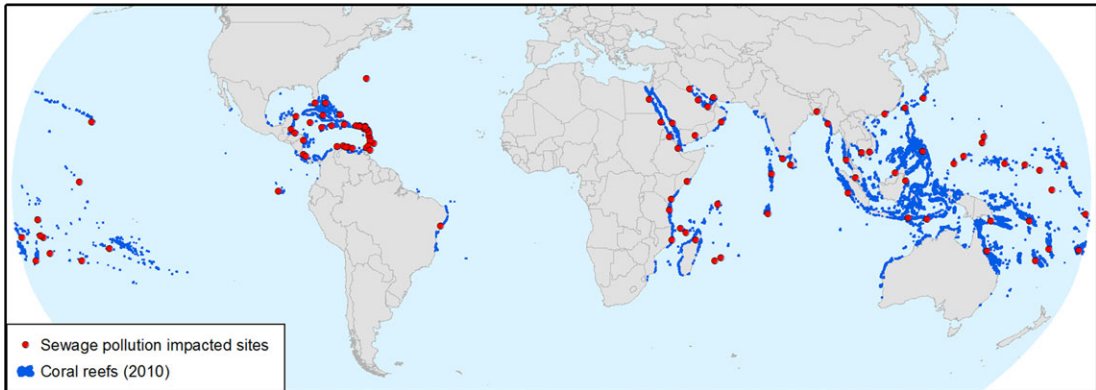 Sewage pollution impacted sites
Coral reefs (2010)